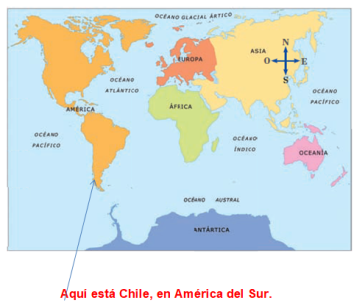 OCÉANO GLACIAL ÁRTICO
ASIA
N
O
E
S
EUROPA
OCÉANO
ATLÁNTICO
OCÉANO
PACÍFICO
AMÉRICA
ÁFRICA
OCÉANO
PACÍFICO
OCÉANO
ÍNDICO
OCEANÍA
OCÉANO AUSTRAL
ANTÁRTICA
Aquí está Chile, en América del Sur.